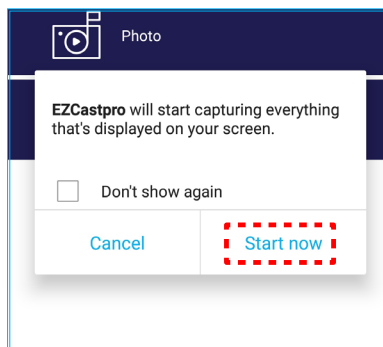 Photo
EZCastpro will start capturing everything
that's displayed on your screen.
Don't show again
Cancel
Start now